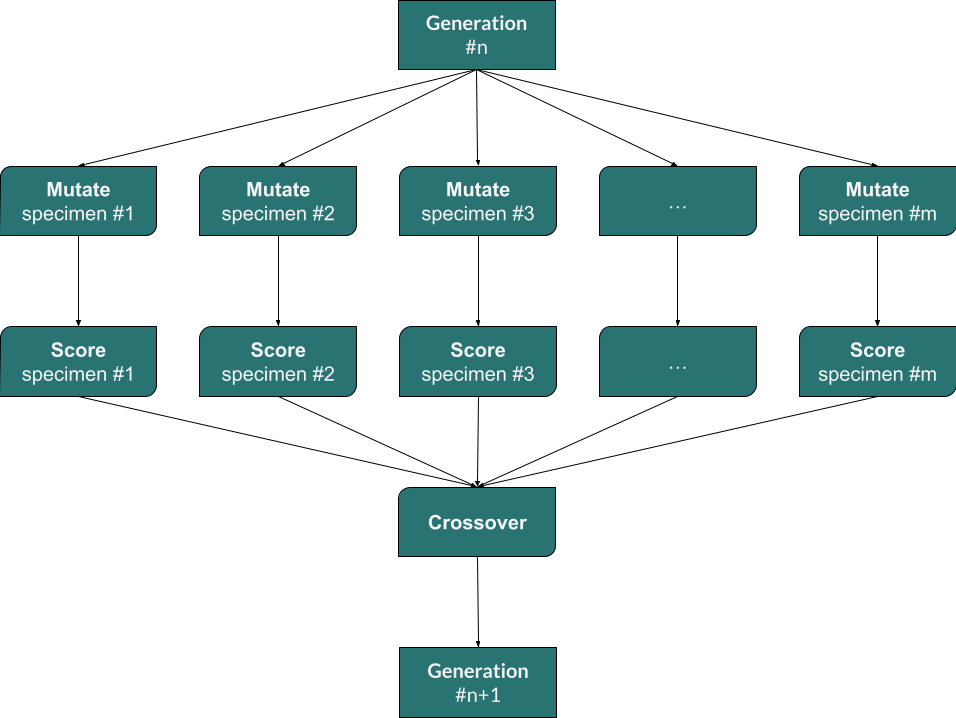 Generation
#n
Mutate
specimen #1
Mutate
specimen #2
Mutate
specimen #3
...
Mutate
specimen #m
Score
specimen #1
Score
specimen #2
Score
specimen #3
...
Score
specimen #m
Crossover
Generation
#n+1